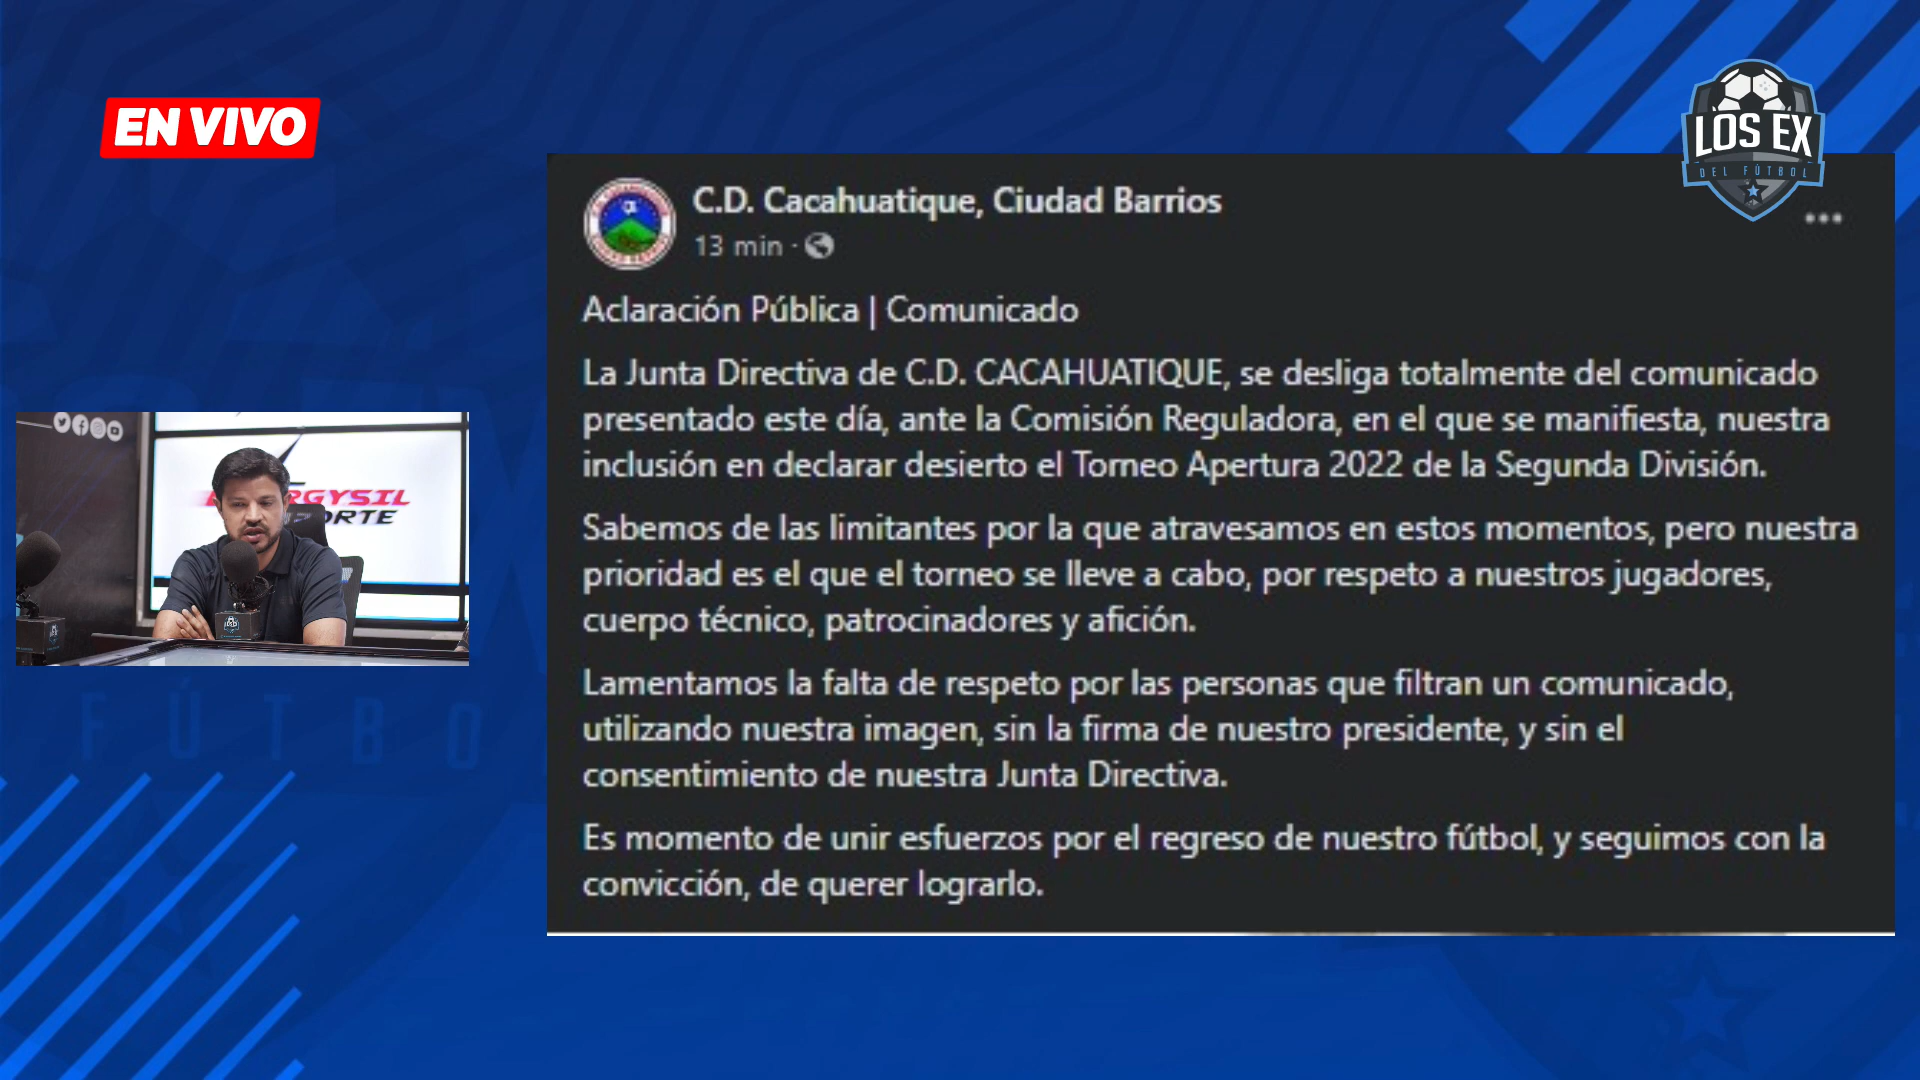 EN VIVO
LOS EX
DEL FÚTBOL
C.D. Cacahuatique, Ciudad Barrios
13 min ·
Aclaración Pública | Comunicado
La Junta Directiva de C.D. CACAHUATIQUE, se desliga totalmente del comunicado
presentado este día, ante la Comisión Reguladora, en el que se manifiesta, nuestra
inclusión en declarar desierto el Torneo Apertura 2022 de la Segunda División.
Sabemos de las limitantes por la que atravesamos en estos momentos, pero nuestra
prioridad es el que el torneo se lleve a cabo, por respeto a nuestros jugadores,
cuerpo técnico, patrocinadores y afición.
Lamentamos la falta de respeto por las personas que filtran un comunicado,
utilizando nuestra imagen, sin la firma de nuestro presidente, y sin el
consentimiento de nuestra Junta Directiva.
Es momento de unir esfuerzos por el regreso de nuestro fútbol, y seguimos con la
convicción, de querer lograrlo.
FÚTBO